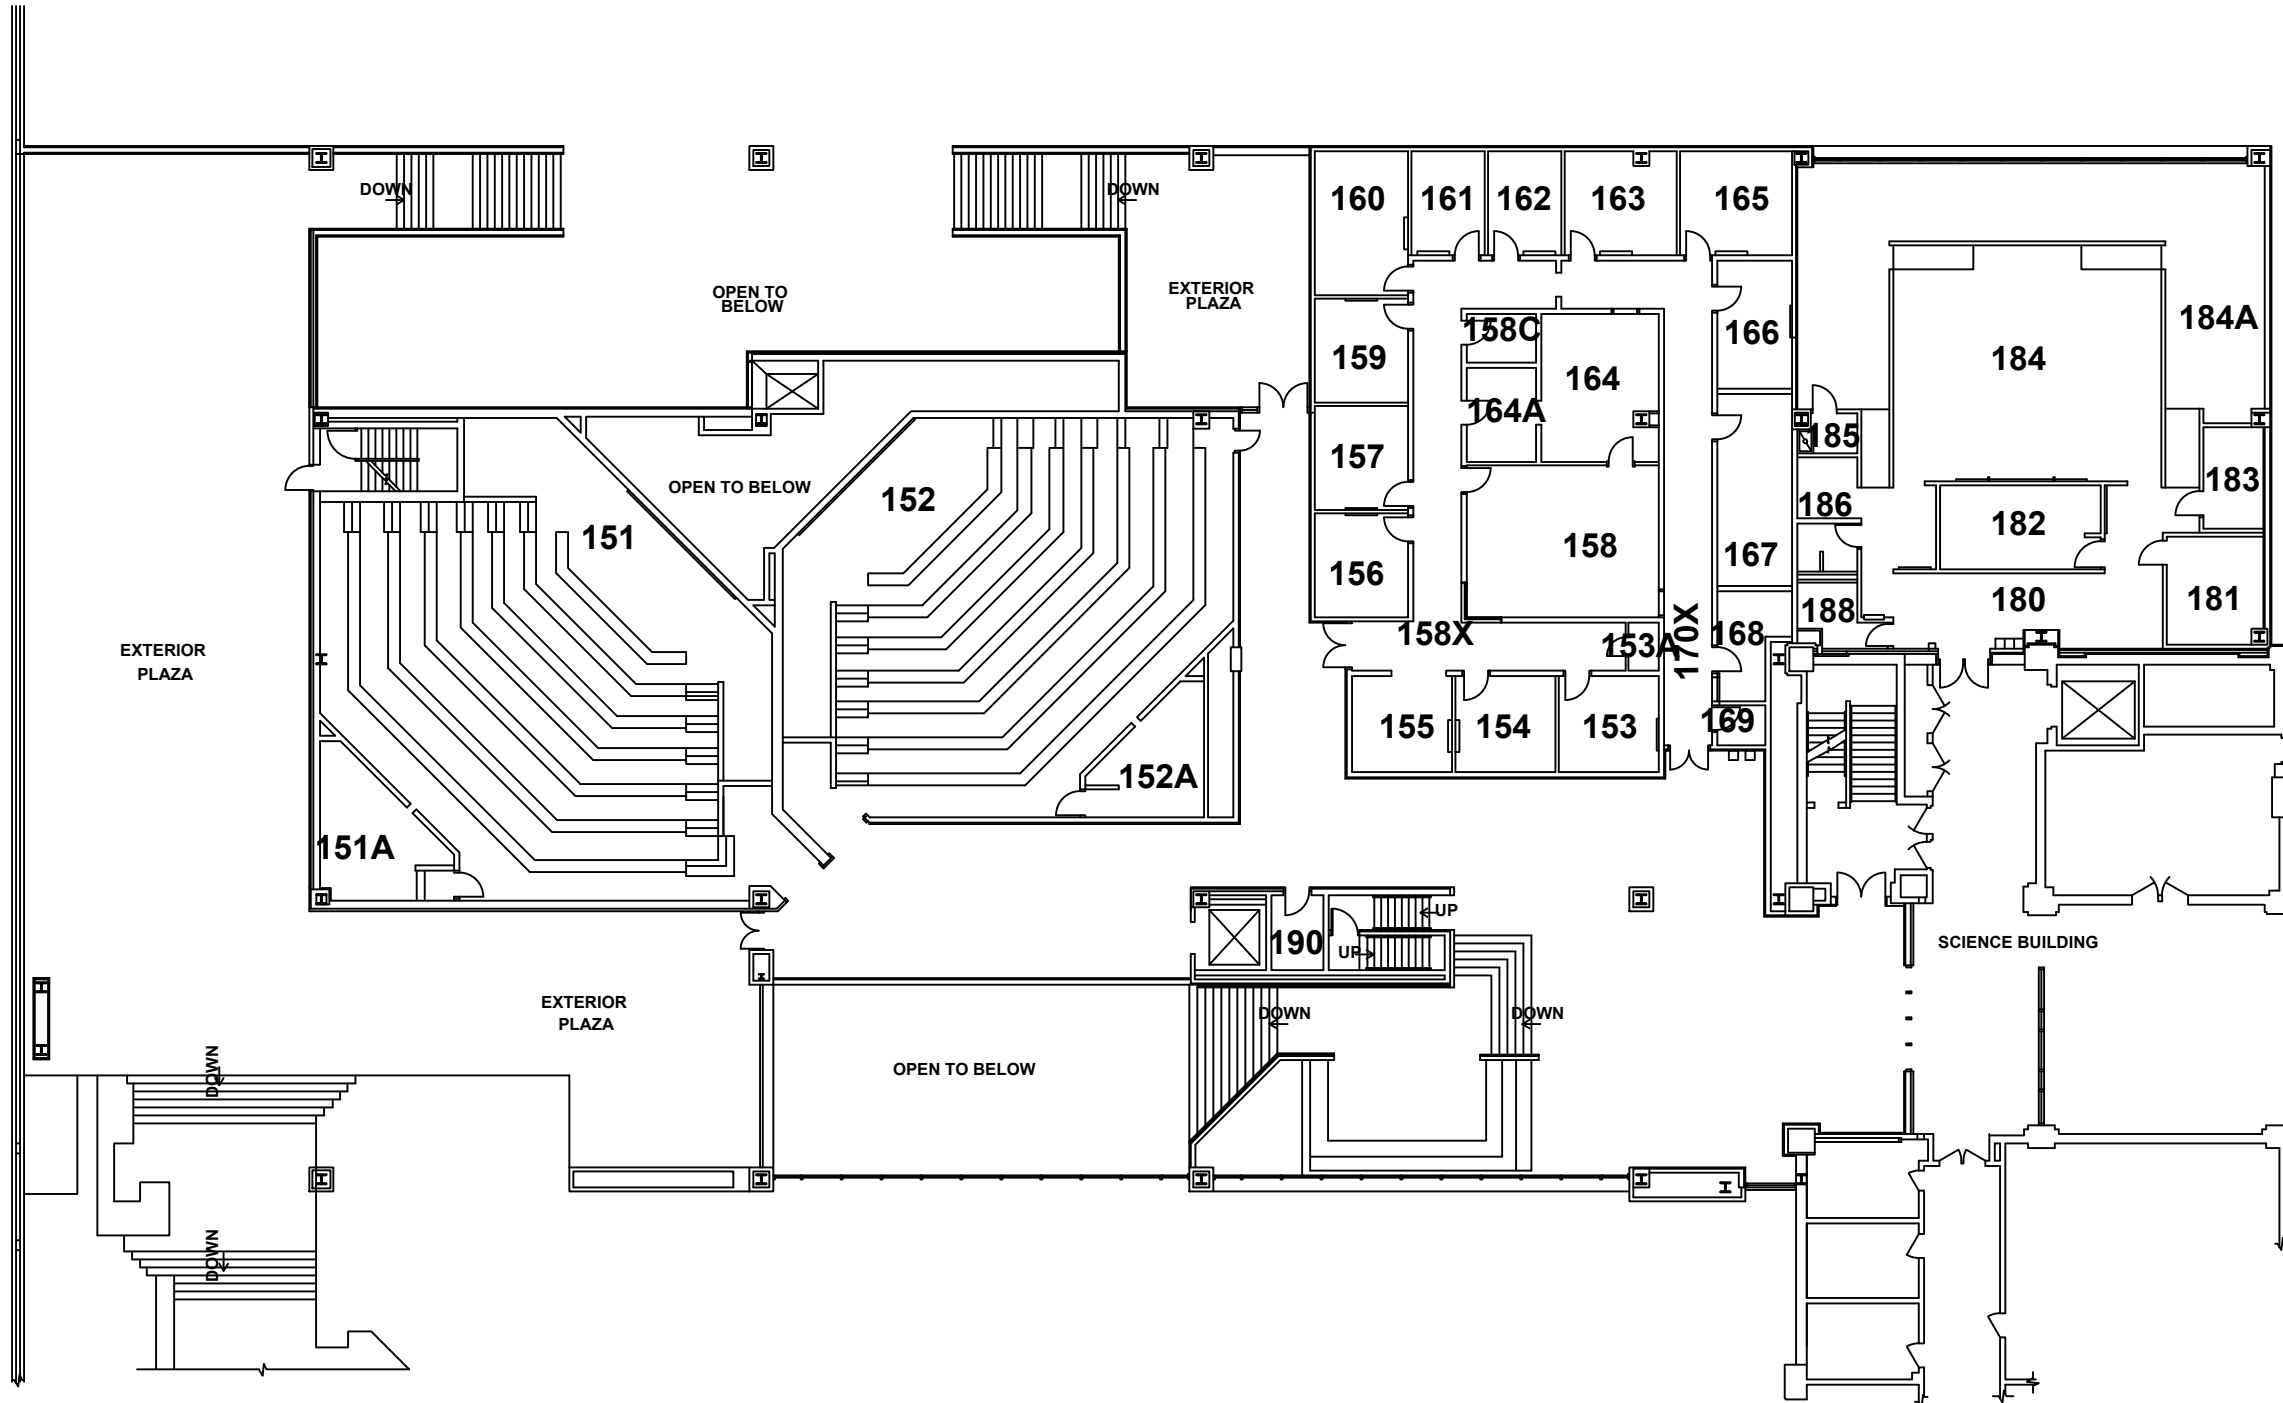 DOWN
DOWN
160
161
162
163
165
OPEN TO
BELOW
EXTERIOR
PLAZA
158C
159
164
166
184
184A
164A
157
185
OPEN TO BELOW
152
183
186
182
151
158
167
156
180
181
188
158X
153A
170X
168
EXTERIOR
PLAZA
155
154
153
169
152A
151A
UP
190
UP
SCIENCE BUILDING
EXTERIOR
PLAZA
DOWN
DOWN
OPEN TO BELOW
DOWN
DOWN